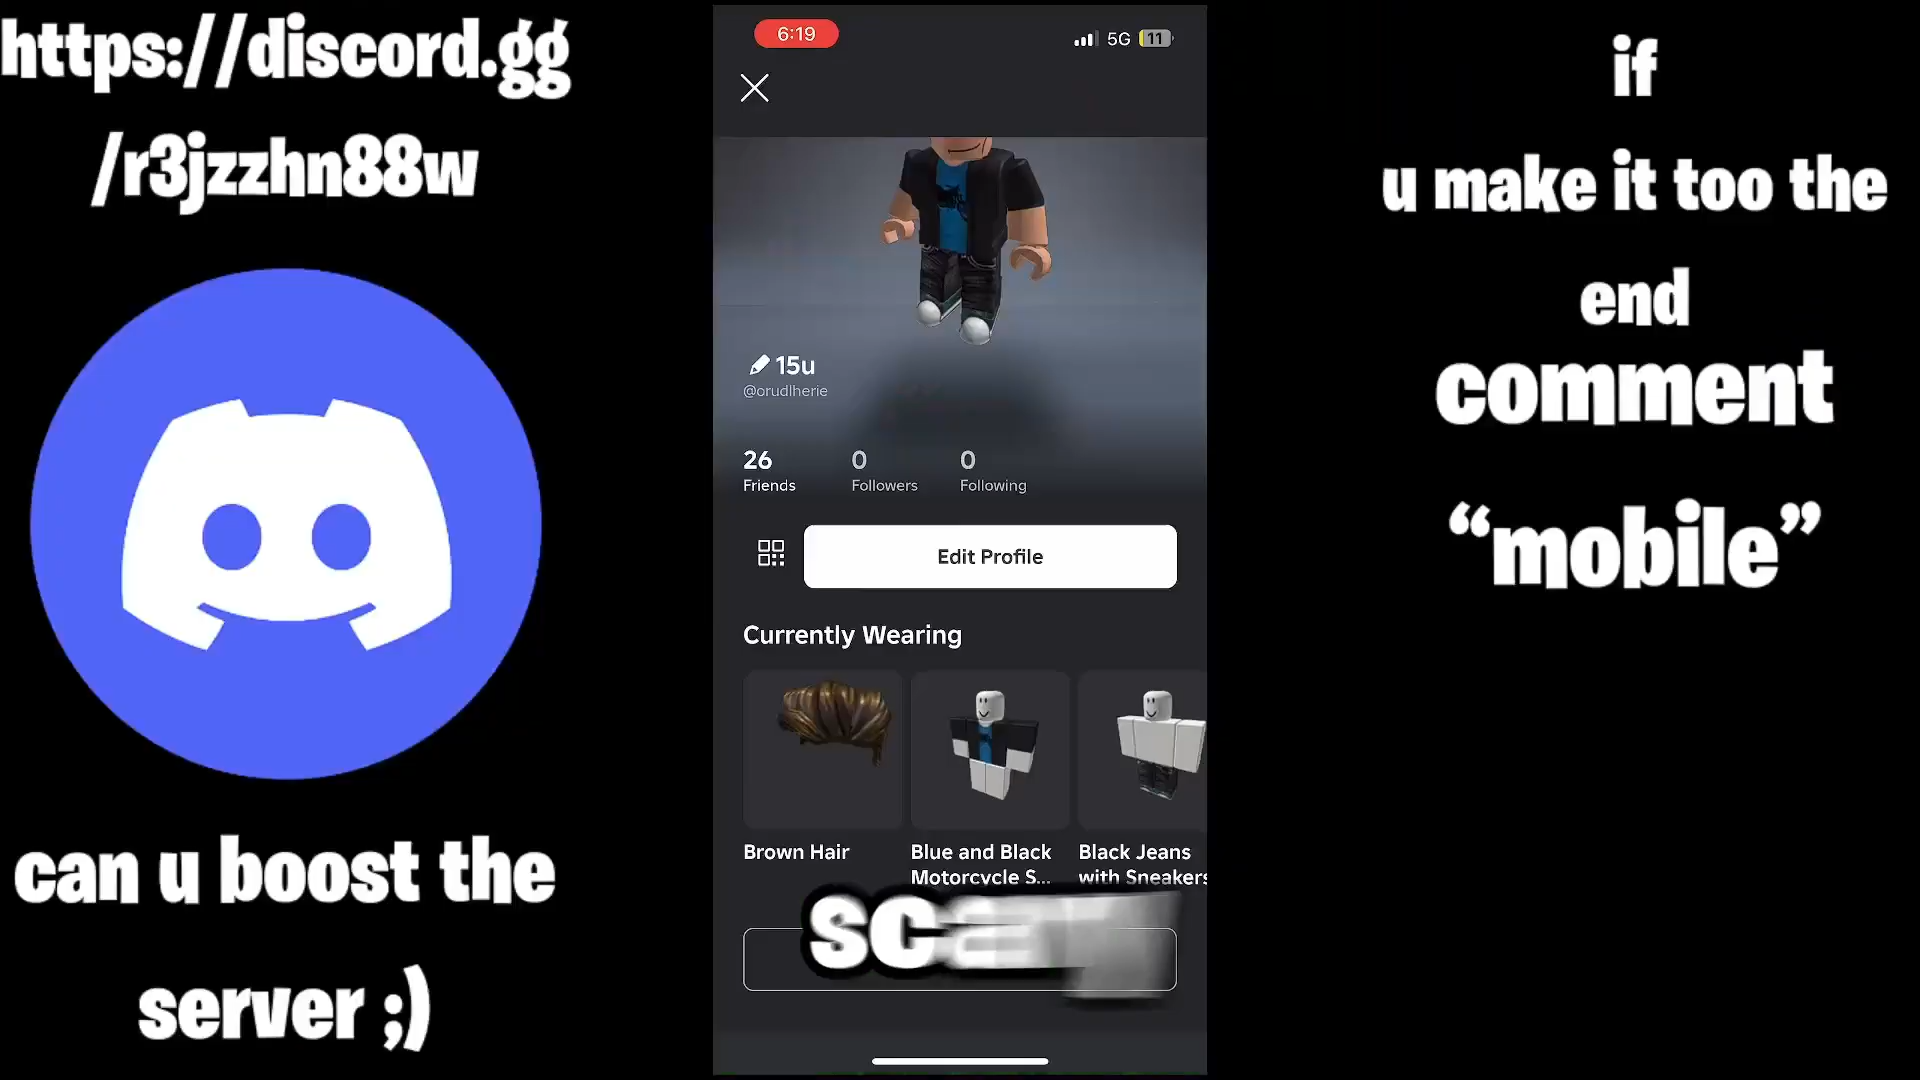 https://discord.gg
/r3jzzhn88w
can u boost the
server ;)
6:19
5G
11
15u
@orudlherie
26
0
0
Friends
Followers
Following
Edit Profile
Currently Wearing
Brown Hair
Blue and Black
Motorcycle S...
Black Jeans
with Sneakers
if
u make it too the
end
comment
“mobile”